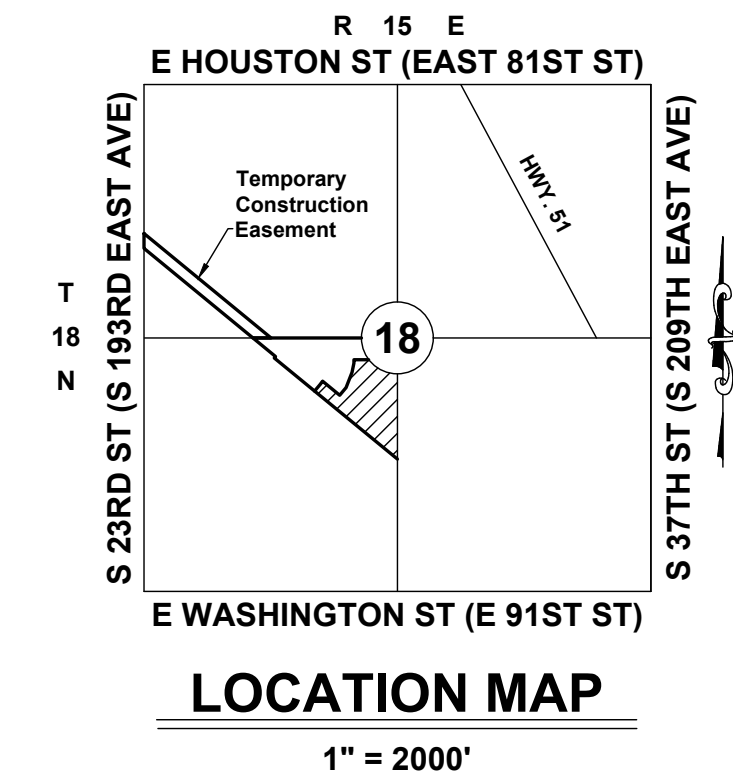 R 15 E
E HOUSTON ST (EAST 81ST ST)
S 23RD ST (S 193RD EAST AVE)
Temporary
Construction
Easement
HWY. 51
S 37TH ST (S 209TH EAST AVE)
T
18
N
18
E WASHINGTON ST (E 91ST ST)
LOCATION MAP
1" = 2000'